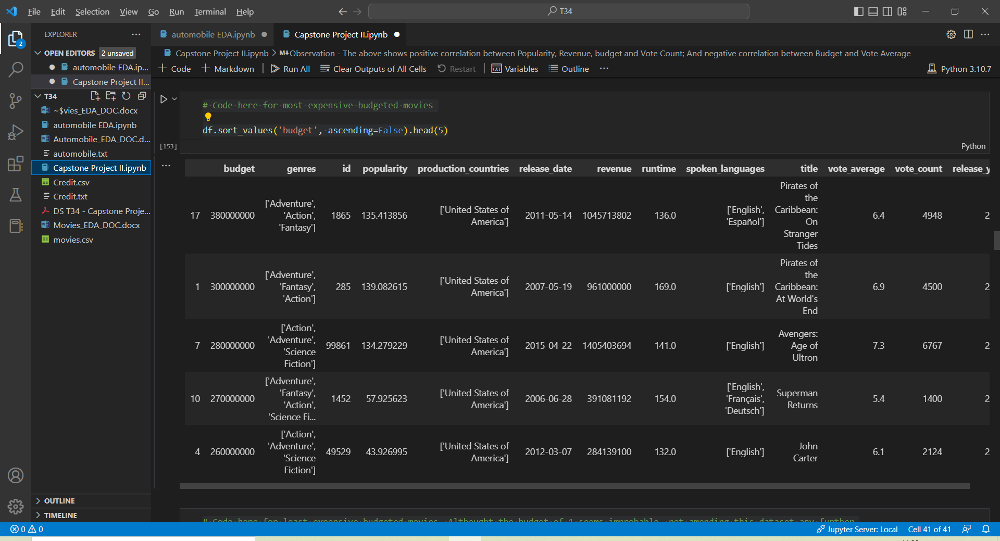 File Edit Selection View Go Run Terminal Help
T34
EXPLORER
OPEN EDITORS 2 unsaved
automobile EDA.ip...
Capstone Project II...
T34
~$vies_EDA_DOC.docx
automobile EDA.ipynb
Automobile_EDA_DOC.d...
automobile.txt
Capstone Project II.ipynb
Credit.csv
Credit.txt
DS T34 - Capstone Proje...
Movies_EDA_DOC.docx
movies.csv
OUTLINE
TIMELINE
2
automobile EDA.ipynb
Capstone Project II.ipynb
Capstone Project II.ipynb > M↓Observation - The above shows positive correlation between Popularity, Revenue, budget and Vote Count; And negative correlation between Budget and Vote Average
+ Code + Markdown Run All Clear Outputs of All Cells Restart Variables Outline ...
Python 3.10.7
# Code here for most expensive budgeted movies
df.sort_values('budget', ascending=False).head(5)
[153]
Python
budget genres id popularity production_countries release_date revenue runtime spoken_languages title vote_average vote_count release_y
17 380000000 ['Adventure', 'Action', 'Fantasy'] 1865 135.413856 ['United States of America'] 2011-05-14 1045713802 136.0 ['English', 'Español'] Pirates of the Caribbean: On Stranger Tides 6.4 4948 2
1 300000000 ['Adventure', 'Fantasy', 'Action'] 285 139.082615 ['United States of America'] 2007-05-19 961000000 169.0 ['English'] Pirates of the Caribbean: At World's End 6.9 4500 2
7 280000000 ['Action', 'Adventure', 'Science Fiction'] 99861 134.279229 ['United States of America'] 2015-04-22 1405403694 141.0 ['English'] Avengers: Age of Ultron 7.3 6767 2
10 270000000 ['Adventure', 'Fantasy', 'Action', 'Science Fi... 1452 57.925623 ['United States of America'] 2006-06-28 391081192 154.0 ['English', 'Français', 'Deutsch'] Superman Returns 5.4 1400 2
4 260000000 ['Action', 'Adventure', 'Science Fiction'] 49529 43.926995 ['United States of America'] 2012-03-07 284139100 132.0 ['English'] John Carter 6.1 2124 2
# Code here for least expensive budgeted movies. Althought the budget of 1 seems improbable, not amending this dataset any further
0 0
Jupyter Server: Local Cell 41 of 41